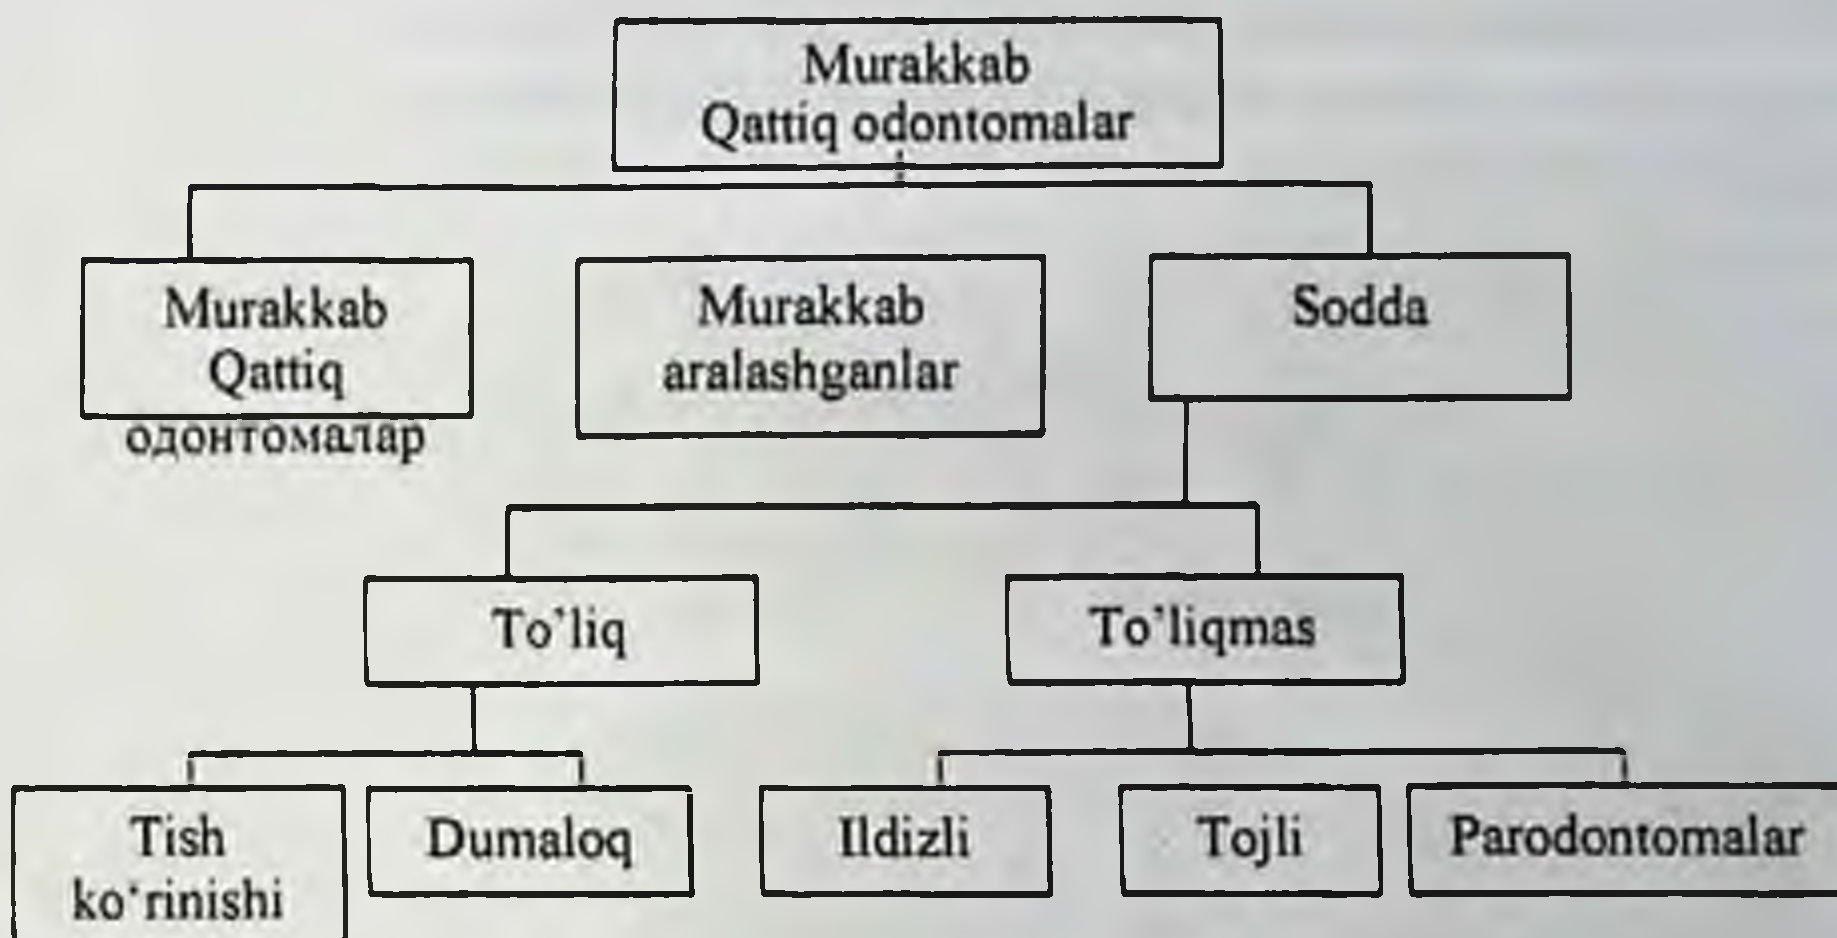 Murakkab
Qattiq odontomalar
Murakkab
Qattiq
одонтомалар
Murakkab
aralashganlar
Sodda
To’liq
To’liqmas
Tish
ko‘rinishi
Dumaloq
Ildizli
Tojli
Parodontomalar